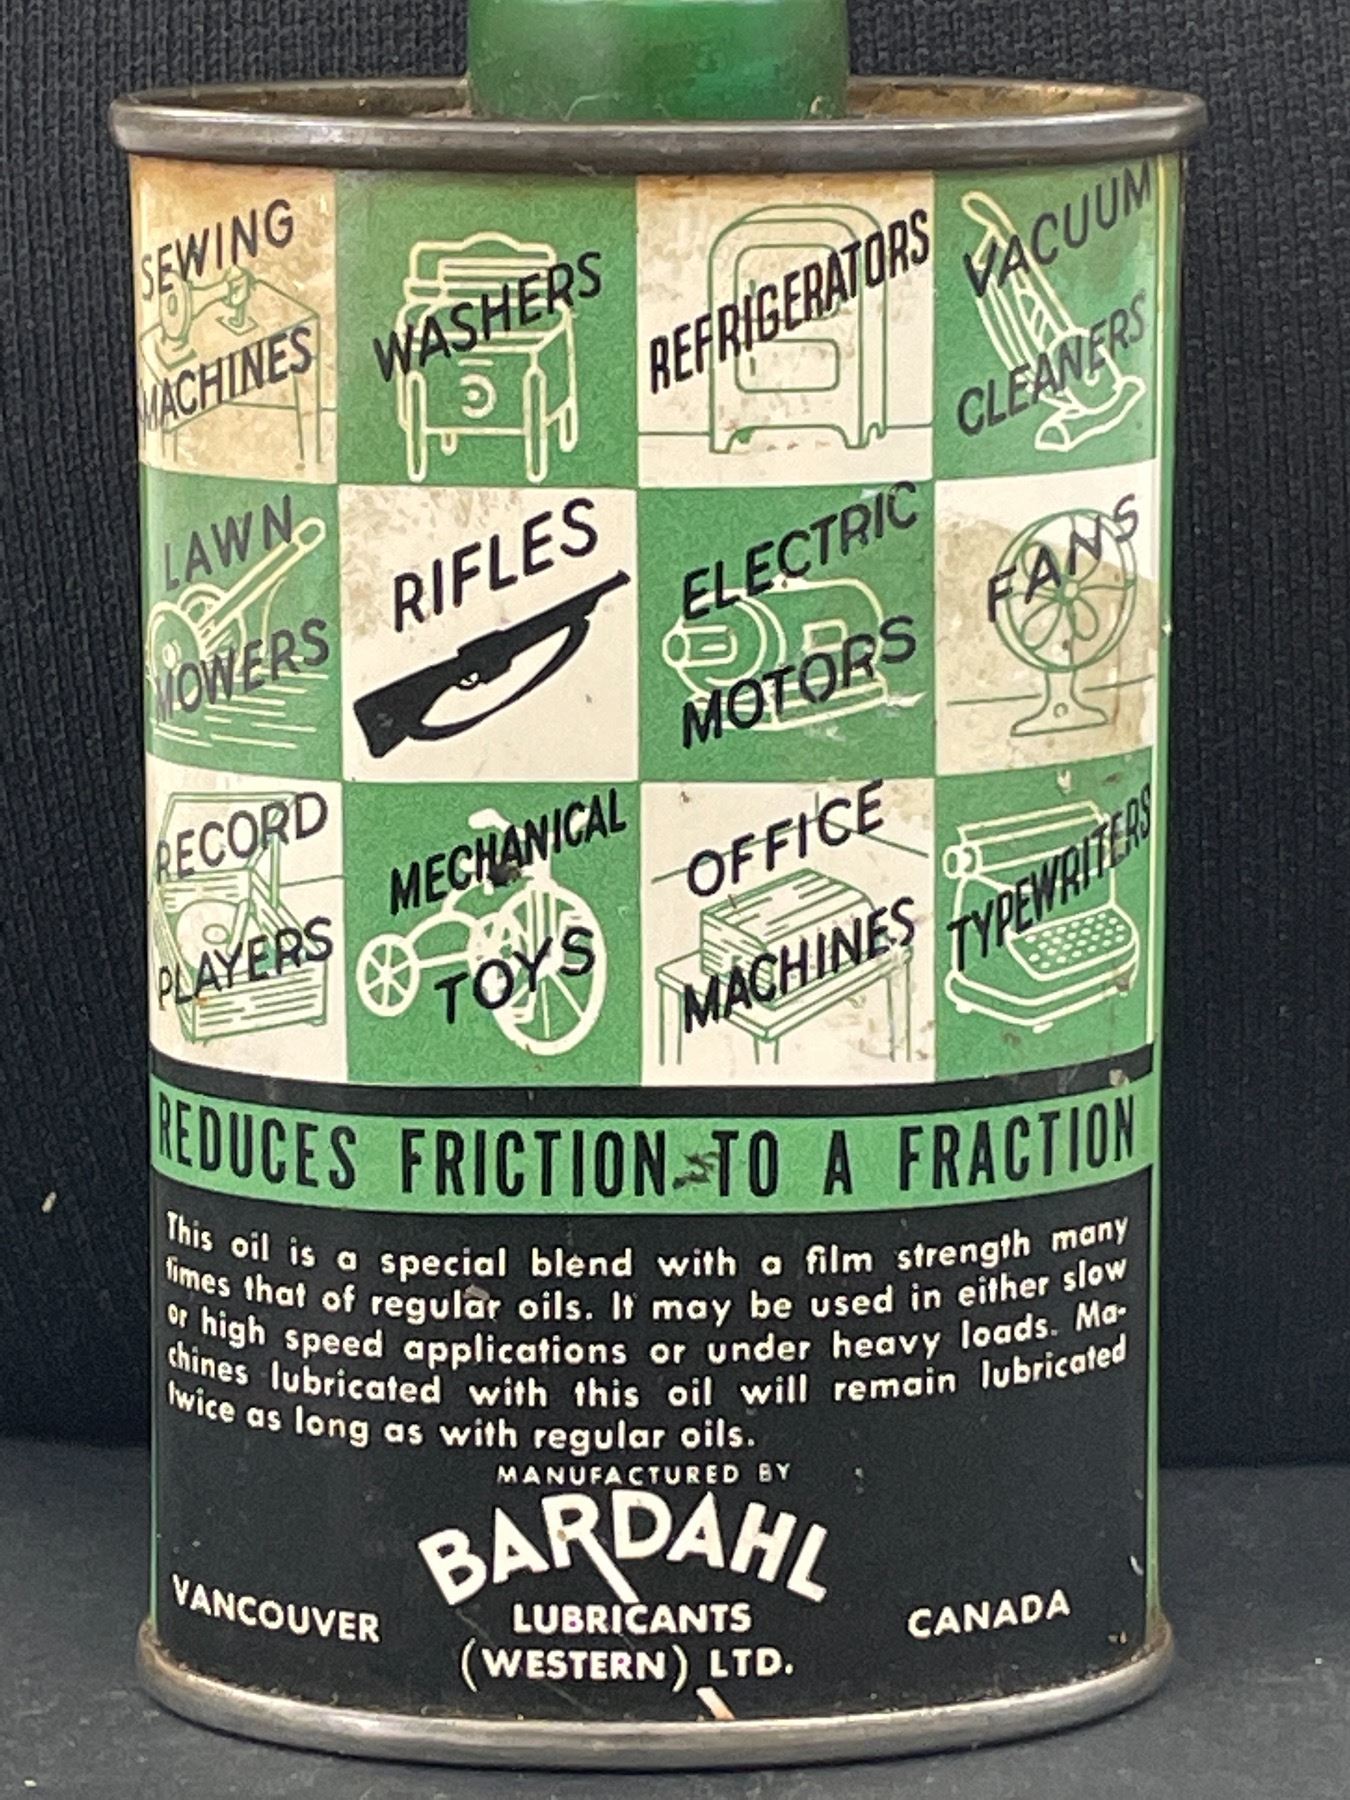 SEWING
MACHINES
WASHERS
REFRIGERATORS
VACUUM
CLEANERS
LAWN
MOWERS
RIFLES
ELECTRIC
MOTORS
FANS
RECORD
PLAYERS
MECHANICAL
TOYS
OFFICE
MACHINES
TYPEWRITERS
REDUCES FRICTION TO A FRACTION
This oil is a special blend with a film strength many
times that of regular oils. It may be used in either slow
or high speed applications or under heavy loads. Ma-
chines lubricated with this oil will remain lubricated
twice as long as with regular oils.
MANUFACTURED BY
BARDAHL
VANCOUVER LUBRICANTS CANADA
(WESTERN) LTD.